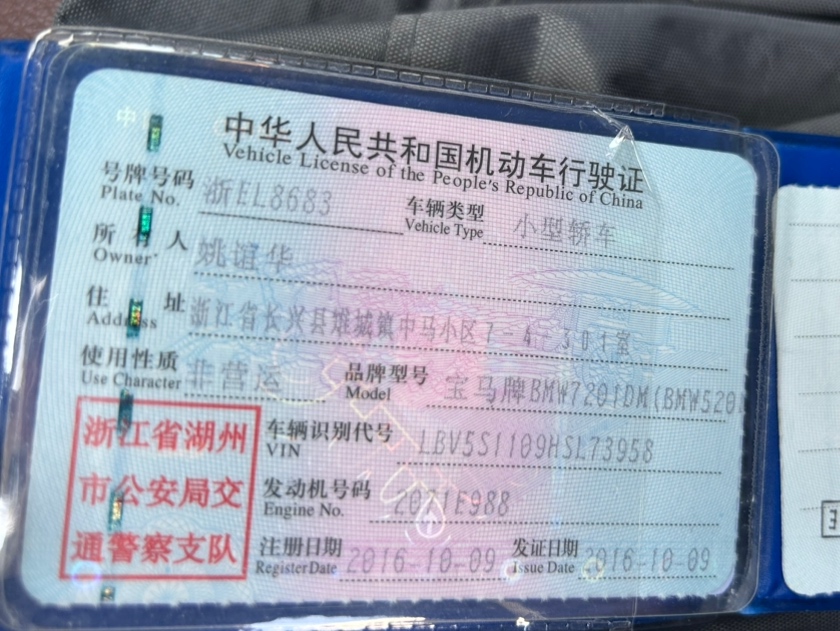 中华人民共和国机动车行驶证
Vehicle License of the People's Republic of China
号牌号码 浙EL8683 车辆类型 小型轿车
Plate No. Vehicle Type
所有人 姚谊华
Owner
住址 浙江省长兴县雉城镇中马小区7-4-301室
Address
使用性质 非营运 品牌型号 宝马牌BMW7201DM(BMW520
Use Character Model
浙江省湖州
市公安局交
通警察支队
车辆识别代号 LBV5S1109HSL73958
VIN
发动机号码 2071E988
Engine No.
注册日期 2016-10-09 发证日期 2016-10-09
Register Date Issue Date